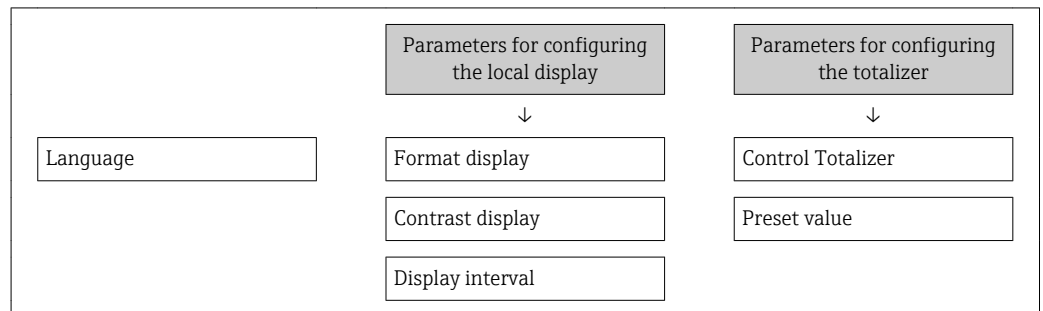 Parameters for configuring
the local display
Parameters for configuring
the totalizer
↓
↓
Language
Format display
Control Totalizer
Contrast display
Preset value
Display interval